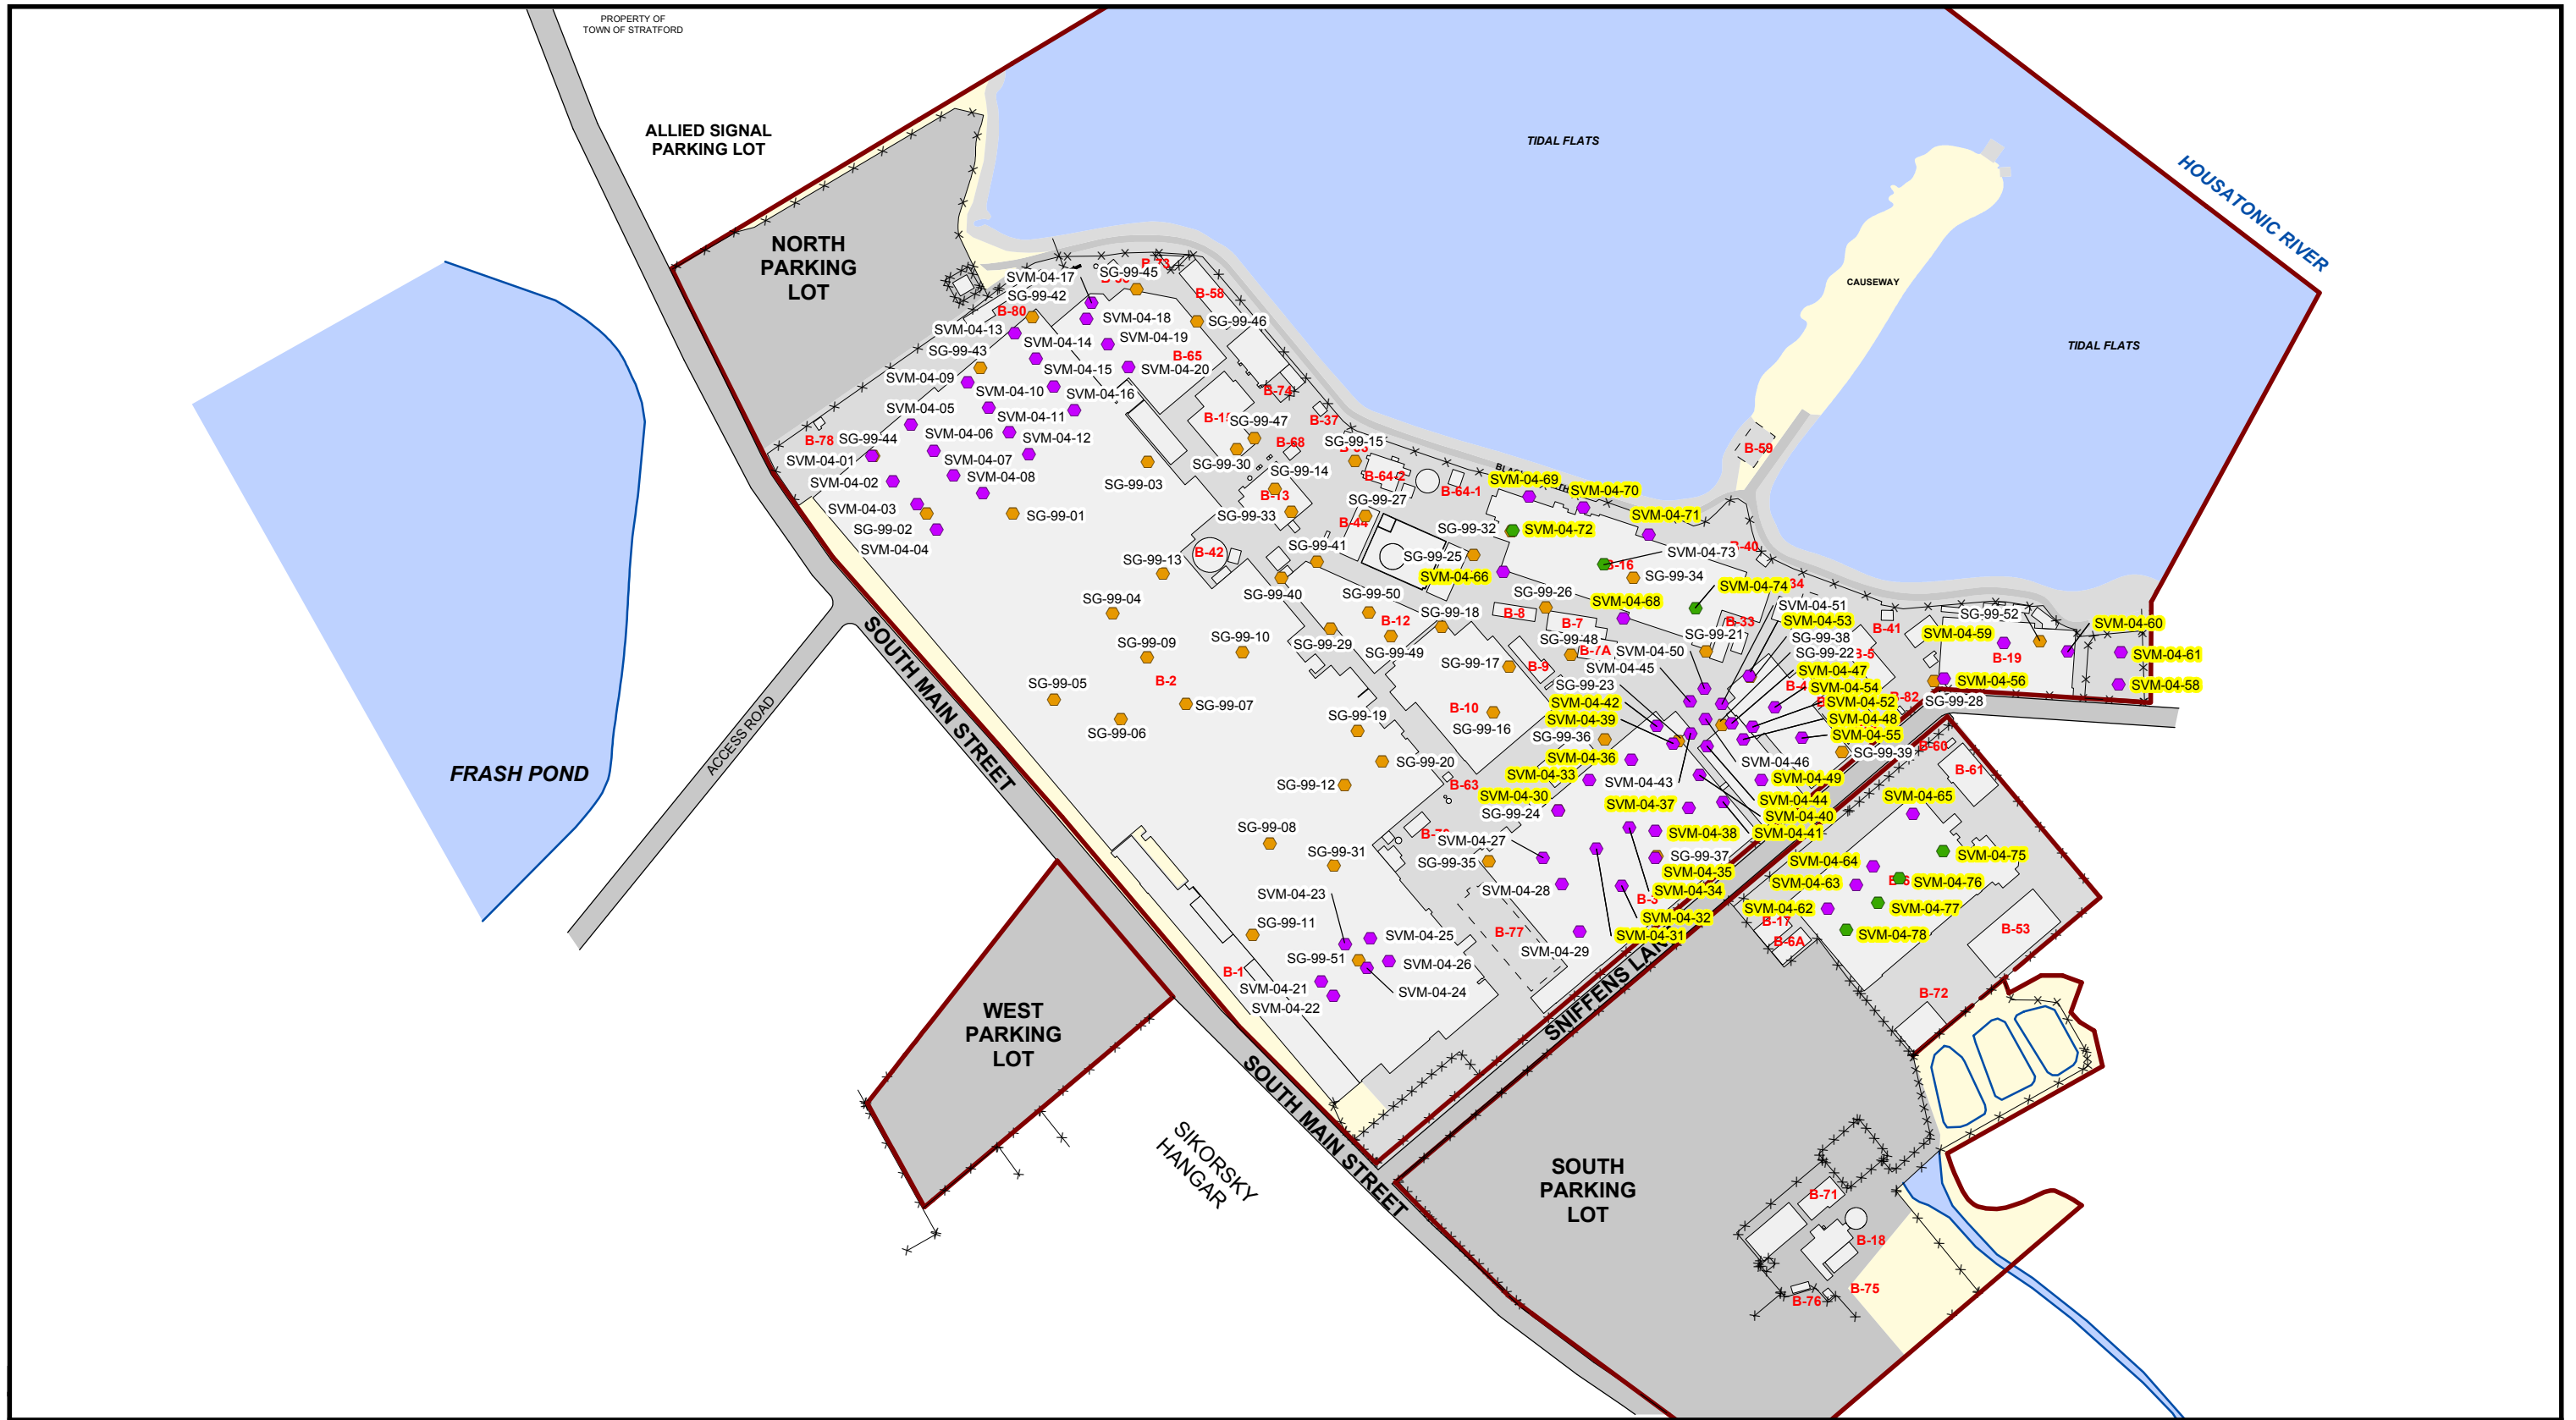 PROPERTY OF
TOWN OF STRATFORD
ALLIED SIGNAL
PARKING LOT
TIDAL FLATS
HOUSATONIC RIVER
NORTH
PARKING
LOT
CAUSEWAY
TIDAL FLATS
SVM-04-17
SG-99-45
SG-99-42
B-58
B-80
SVM-04-18
SG-99-46
SVM-04-13
SVM-04-14
SVM-04-19
SG-99-43
B-65
SVM-04-15
SVM-04-20
SVM-04-09
SVM-04-10
SVM-04-16
B-74
SVM-04-05
SVM-04-11
SG-99-47
B-37
B-78
SG-99-44
SVM-04-06
SVM-04-12
B-68
SG-99-15
B-59
SVM-04-01
SVM-04-07
SG-99-30
SG-99-14
SVM-04-02
SVM-04-08
SG-99-03
B-64-2
B-64-1
SVM-04-69
SVM-04-70
B-13
SG-99-27
SVM-04-03
SG-99-01
SG-99-33
B-44
SVM-04-71
SG-99-02
SG-99-32
SVM-04-72
SVM-04-04
SG-99-41
B-42
SG-99-25
SVM-04-73
B-40
SG-99-13
SVM-04-66
B-16
SG-99-34
SVM-04-74
SG-99-40
SG-99-50
SG-99-26
SVM-04-68
SG-99-04
B-12
SG-99-18
B-8
B-7
B-33
SVM-04-51
SVM-04-53
SG-99-52
SVM-04-60
SG-99-10
SG-99-29
SG-99-49
SG-99-48
SG-99-21
SG-99-38
B-41
SVM-04-59
SG-99-09
SG-99-17
B-9
B-7A
SVM-04-50
SG-99-22
B-5
B-19
SVM-04-61
SVM-04-45
SVM-04-47
B-2
SG-99-23
SVM-04-54
SVM-04-56
SVM-04-58
SG-99-05
SG-99-07
B-10
SVM-04-42
SVM-04-52
B-82
SG-99-28
SG-99-06
SG-99-19
SG-99-16
SVM-04-39
SVM-04-48
SG-99-36
SVM-04-55
SG-99-20
SVM-04-36
SVM-04-46
SG-99-39
B-60
SG-99-12
B-63
SVM-04-33
SVM-04-43
SVM-04-49
B-61
SVM-04-30
SVM-04-37
SVM-04-44
SVM-04-65
SG-99-24
SVM-04-40
SG-99-08
SVM-04-27
SVM-04-38
SVM-04-41
SG-99-31
SG-99-35
SG-99-37
SVM-04-75
SVM-04-35
SVM-04-64
SVM-04-23
SVM-04-28
SVM-04-34
SVM-04-63
SVM-04-76
SVM-04-62
SVM-04-77
SG-99-11
SVM-04-32
B-17
SVM-04-25
B-77
SVM-04-31
B-6A
SVM-04-78
B-53
SG-99-51
SVM-04-26
SVM-04-29
B-1
SVM-04-21
SVM-04-24
B-72
SVM-04-22
SOUTH MAIN STREET
ACCESS ROAD
FRASH POND
WEST
PARKING
LOT
SOUTH MAIN STREET
SIKORSKY
HANGAR
SNIFFENS
SOUTH
PARKING
LOT
B-71
B-18
B-75
B-76